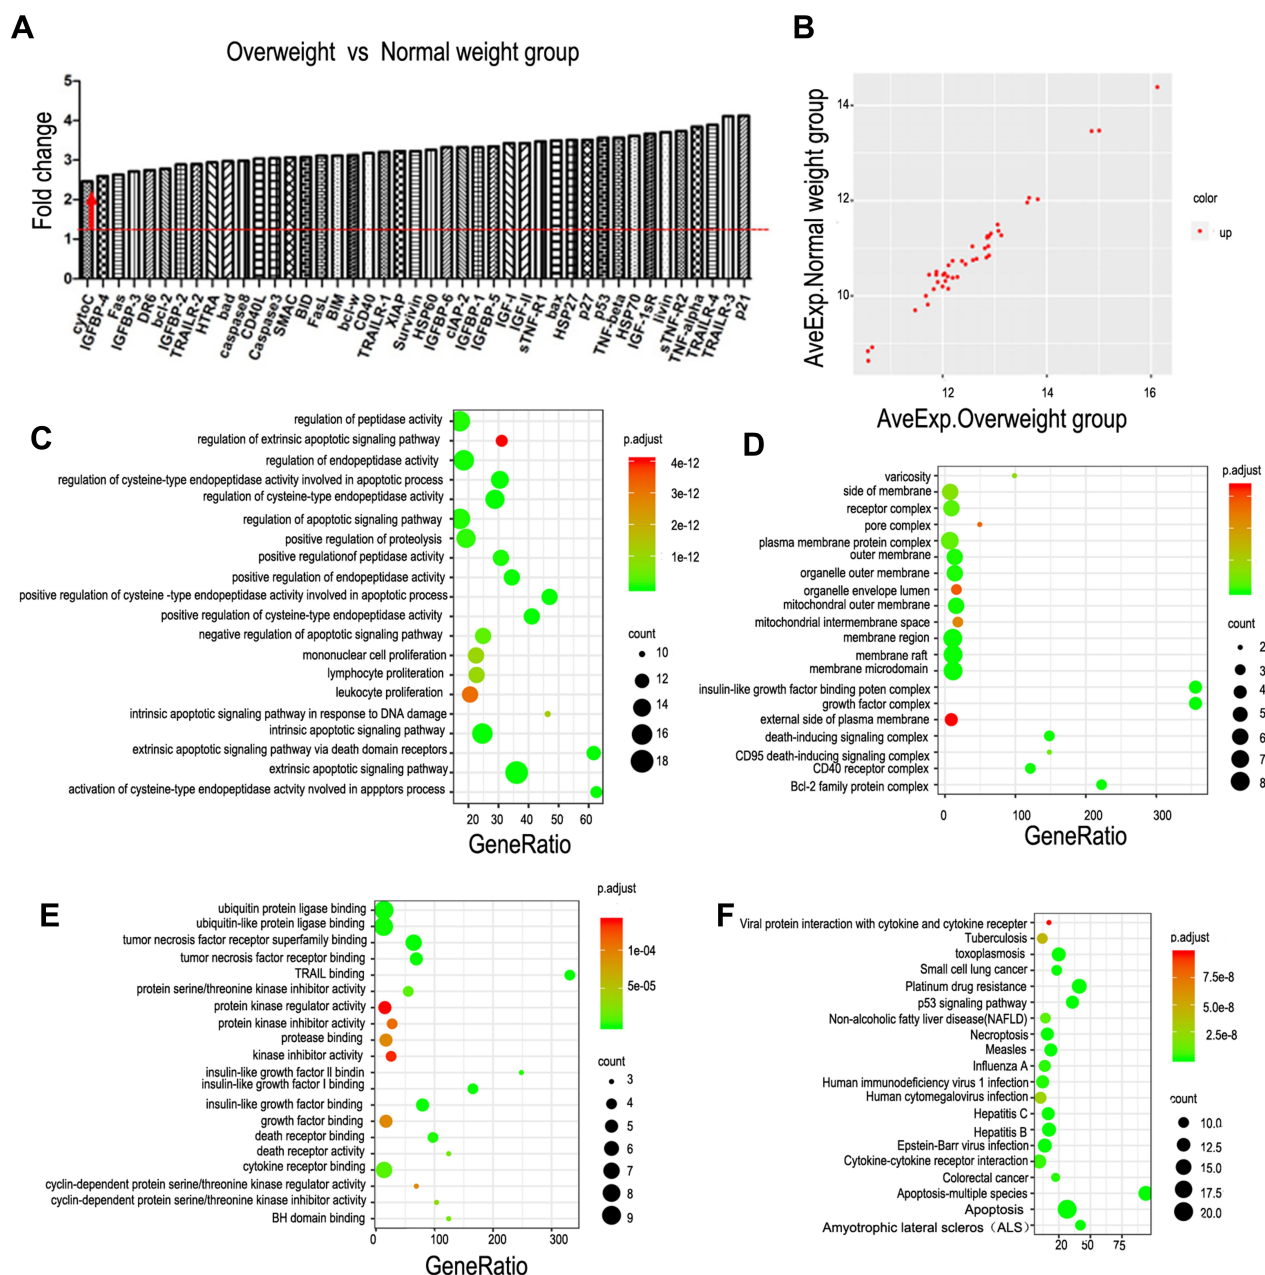 A
Overweight vs Normal weight group
Fold change
5
4
3
2
1
0
cytoC
IGFBP-4
Fas
IGFBP-3
DR6
bcl-2
IGFBP-2
TRAILR-2
HTRA
bad
caspase8
CD40L
Caspase3
SMAC
BID
FasL
BIM
bcl-w
CD40
TRAILR-1
XIAP
Survivin
HSP60
IGFBP-6
cIAP-2
IGFBP-1
IGFBP-5
IGF-I
IGF-II
sTNF-R1
bax
HSP27
p27
p53
TNF-beta
HSP70
IGF-1sR
livin
sTNF-R2
TNF-alpha
TRAILR-4
TRAILR-3
p21
B
AveExp.Normal weight group
14
12
10
12 14 16
AveExp.Overweight group
color
up
C
regulation of peptidase activity
regulation of extrinsic apoptotic signaling pathway
regulation of endopeptidase activity
regulation of cysteine-type endopeptidase activity involved in apoptotic process
regulation of cysteine-type endopeptidase activity
regulation of apoptotic signaling pathway
positive regulation of proteolysis
positive regulationof peptidase activity
positive regulation of endopeptidase activity
positive regulation of cysteine -type endopeptidase activity involved in apoptotic process
positive regulation of cysteine-type endopeptidase activity
negative regulation of apoptotic signaling pathway
mononuclear cell proliferation
lymphocyte proliteration
leukocyte proliferation
intrinsic apoptotic signaling pathway in response to DNA damage
intrinsic apoptotic signaling pathway
extrinsic apoptotic signaling pathway via death domain receptors
extrinsic apoptotic signaling pathway
activation of cysteine-type endopeptidase actvity nvolved in appptors process
20 30 40 50 60
GeneRatio
p.adjust
4e-12
3e-12
2e-12
1e-12
count
10
12
14
16
18
D
varicosity
side of membrane
receptor complex
pore complex
plasma membrane protein complex
outer membrane
organelle outer membrane
organelle envelope lumen
mitochondrial outer membrane
mitochondrial intermembrane space
membrane region
membrane raft
membrane microdomain
insulin-like growth factor binding poten complex
growth factor complex
external side of plasma membrane
death-inducing signaling complex
CD95 death-inducing signaling complex
CD40 receptor complex
Bcl-2 family protein complex
0 100 200 300
GeneRatio
p.adjust
count
2
3
4
5
6
7
8
E
ubiquitin protein ligase binding
ubiquitin-like protein ligase binding
tumor necrosis factor receptor superfamily binding
tumor necrosis factor receptor binding
TRAIL binding
protein serine/threonine kinase inhibitor activity
protein kinase regulator activity
protein kinase inhibitor activity
protease binding
kinase inhibitor activity
insulin-like growth factor II bindin
insulin-like growth factor I binding
insulin-like growth factor binding
growth factor binding
death receptor binding
death receptor activity
cytokine receptor binding
cyclin-dependent protein serine/threonine kinase regulator activity
cyclin-dependent protein serine/threonine kinase inhibitor activity
BH domain binding
0 100 200 300
GeneRatio
p.adjust
1e-04
5e-05
count
3
4
5
6
7
8
9
F
Viral protein interaction with cytokine and cytokine recepter
Tuberculosis
toxoplasmosis
Small cell lung cancer
Platinum drug resistance
p53 signaling pathway
Non-alcoholic fatty liver disease(NAFLD)
Necroptosis
Measles
Influenza A
Human immunodeficiency virus 1 infection
Human cytomegalovirus infection
Hepatitis C
Hepatitis B
Epstein-Barr virus infection
Cytokine-cytokine receptor interaction
Colorectal cancer
Apoptosis-multiple species
Apoptosis
Amyotrophic lateral scleros（ALS）
20 50 75
GeneRatio
p.adjust
7.5e-8
5.0e-8
2.5e-8
count
10.0
12.5
15.0
17.5
20.0